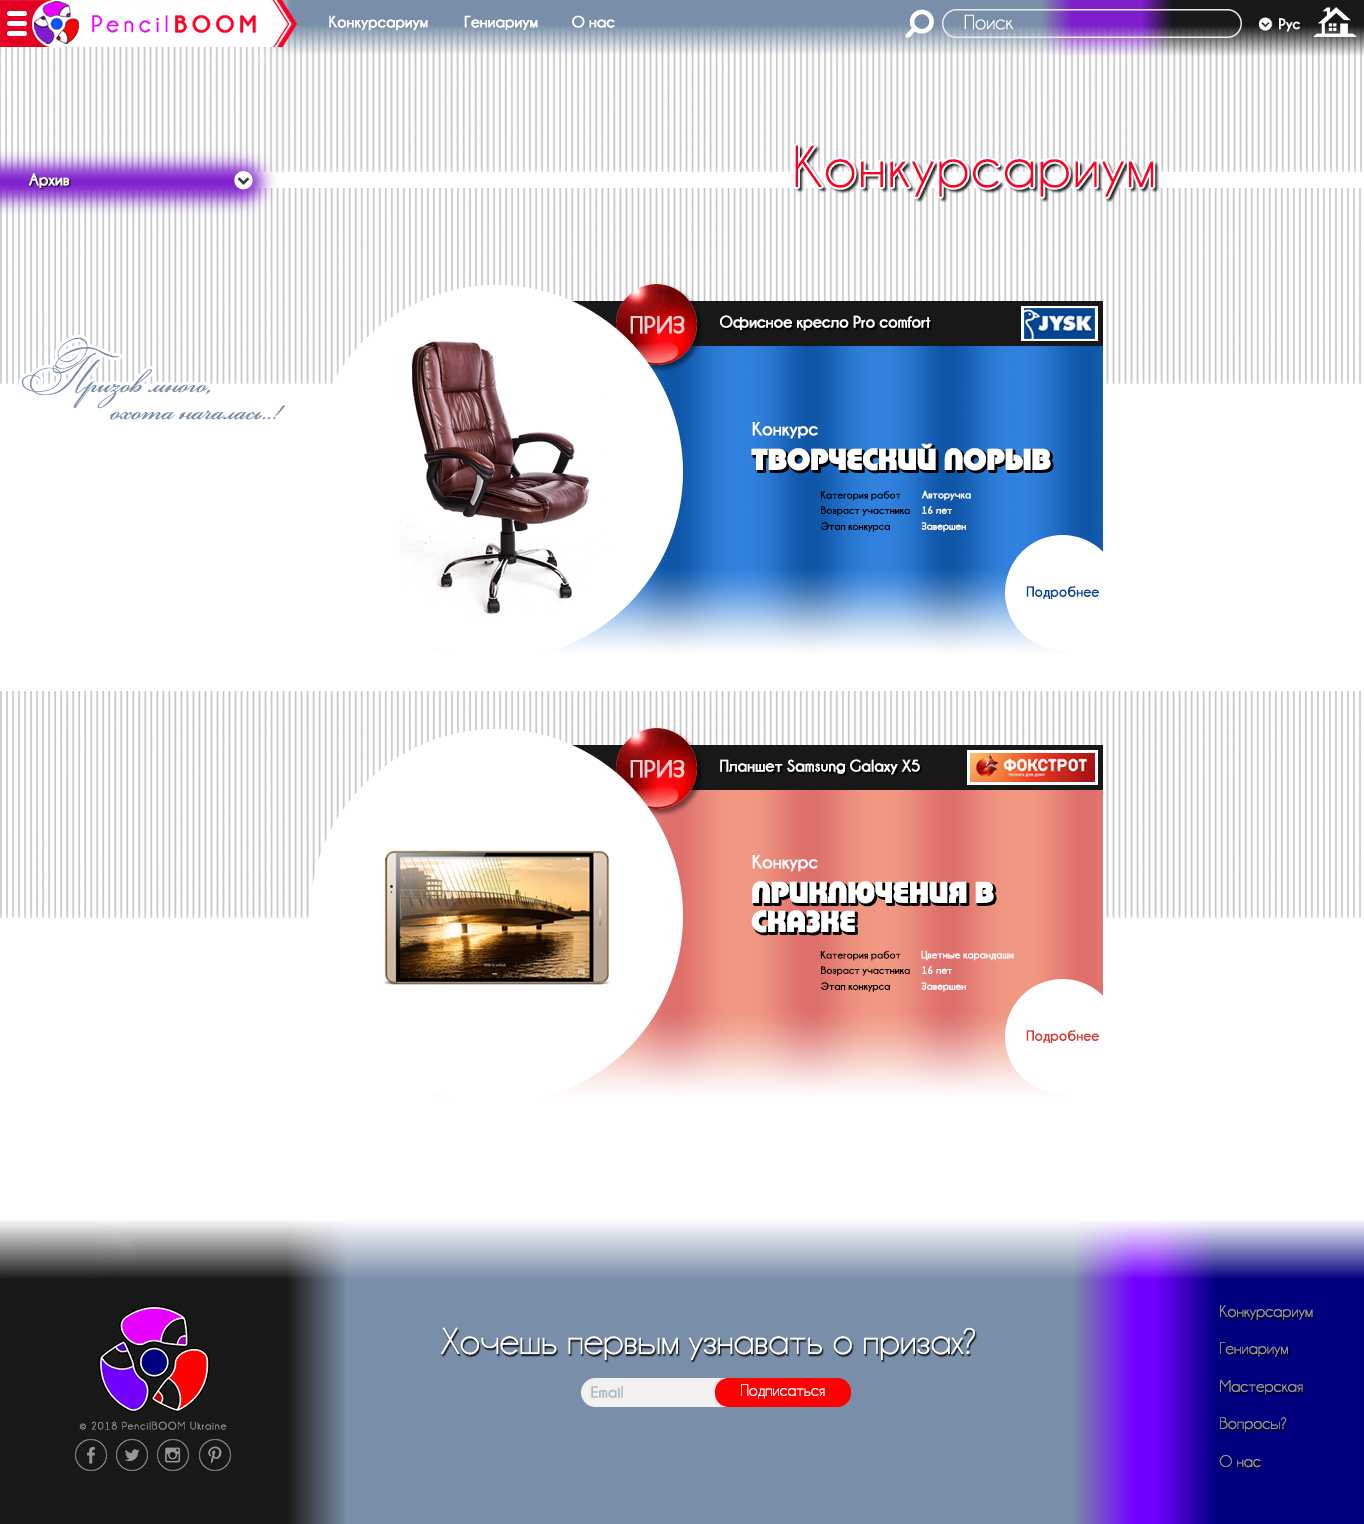 PencilBOOM
Конкурсариум
Гениариум
О нас
Поиск
Рус
Архив
Конкурсариум
Призов много,
охота началась..!
ПРИЗ
Офисное кресло Pro comfort
JYSK
Конкурс
ТВОРЧЕСКИЙ ПОРЫВ
Категория работ Авторучка
Возраст участника 16 лет
Этап конкурса Завершен
Подробнее
ПРИЗ
Планшет Samsung Galaxy X5
ФОКСТРОТ
ТЕХНІКА ДЛЯ ДОМУ
Конкурс
ПРИКЛЮЧЕНИЯ В
СКАЗКЕ
Категория работ Цветные карандаши
Возраст участника 16 лет
Этап конкурса Завершен
Подробнее
Хочешь первым узнавать о призах?
Email
Подписаться
© 2018 PencilBOOM Ukraine
Конкурсариум
Гениариум
Мастерская
Вопросы?
О нас